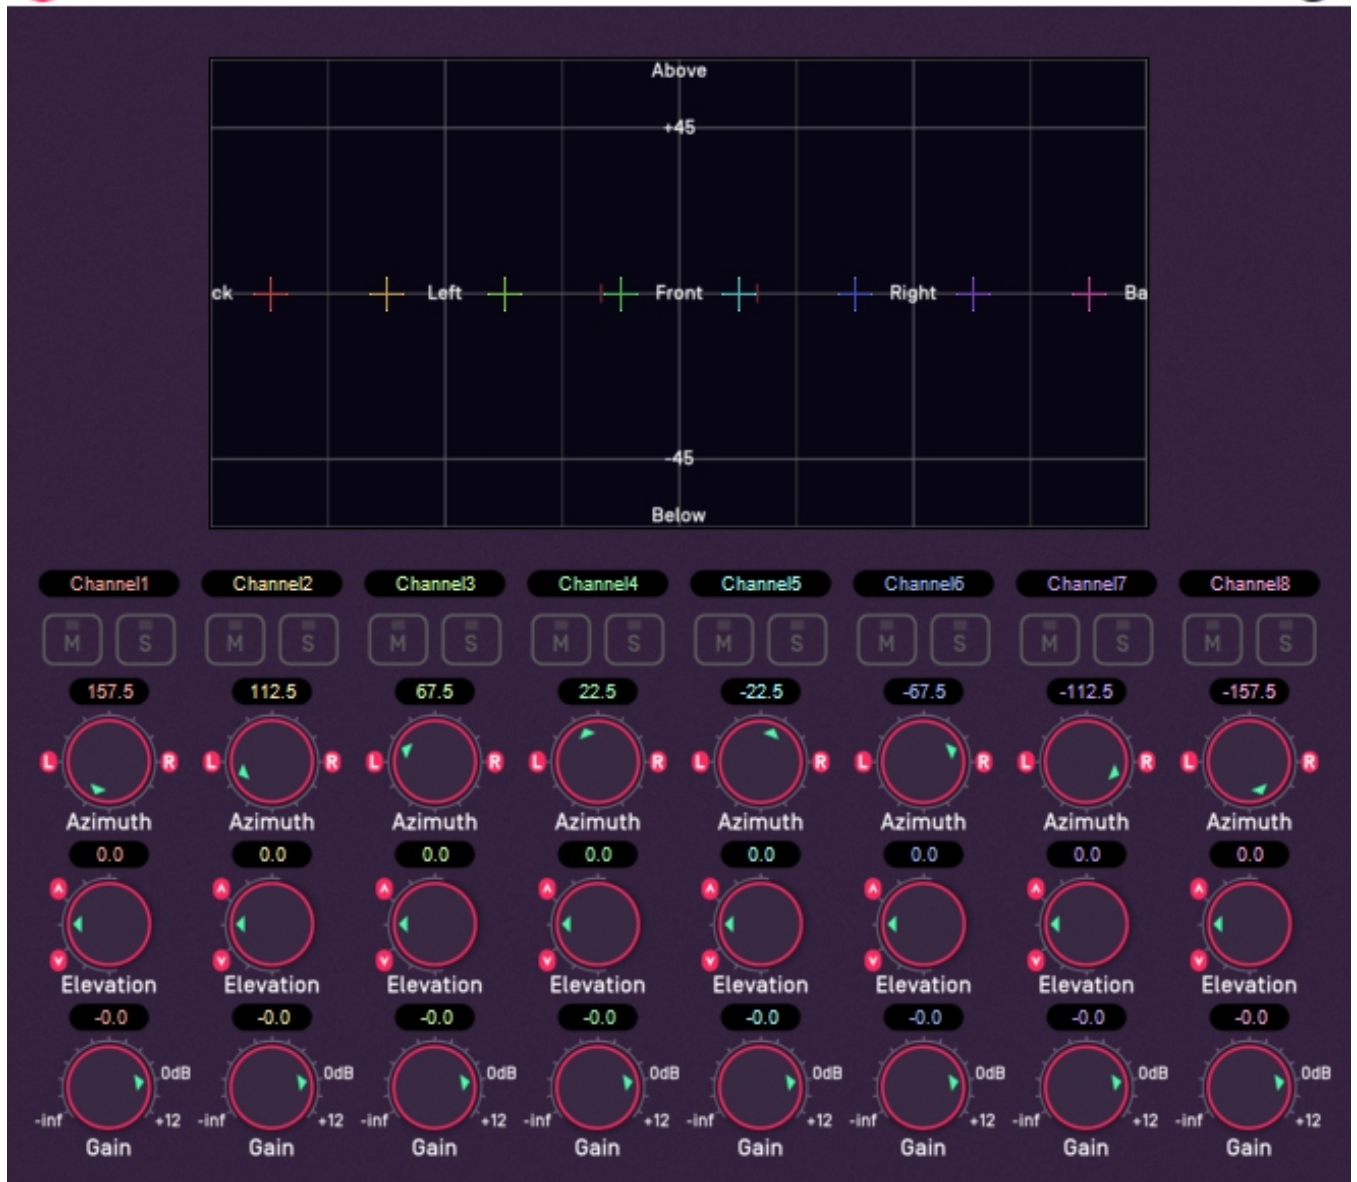 Above
+45
ck Left Front Right Ba
-45
Below
Channel1 Channel2 Channel3 Channel4 Channel5 Channel6 Channel7 Channel8
M S M S M S M S M S M S M S M S
157.5 112.5 67.5 22.5 -22.5 -67.5 -112.5 -157.5
L R L R L R L R L R L R L R L R
Azimuth Azimuth Azimuth Azimuth Azimuth Azimuth Azimuth Azimuth
0.0 0.0 0.0 0.0 0.0 0.0 0.0 0.0
Elevation Elevation Elevation Elevation Elevation Elevation Elevation Elevation
-0.0 -0.0 -0.0 -0.0 -0.0 -0.0 -0.0 -0.0
0dB 0dB 0dB 0dB 0dB 0dB 0dB 0dB
-inf +12 -inf +12 -inf +12 -inf +12 -inf +12 -inf +12 -inf +12 -inf +12
Gain Gain Gain Gain Gain Gain Gain Gain